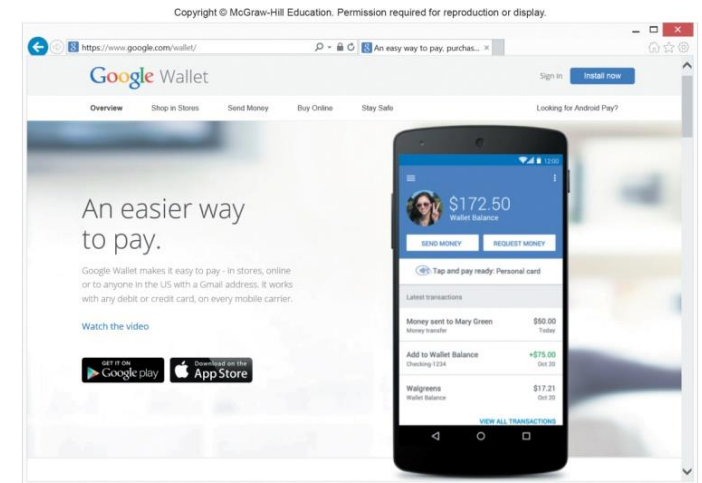 Copyright © McGraw-Hill Education. Permission required for reproduction or display.
https://www.google.com/wallet/
An easy way to pay, purchas...
Google Wallet
Sign in
Install now
Overview
Shop in Stores
Send Money
Buy Online
Stay Safe
Looking for Android Pay?
An easier way
to pay.
Google Wallet makes it easy to pay - in stores, online
or to anyone in the US with a Gmail address. It works
with any debit or credit card, on every mobile carrier.
Watch the video
GET IT ON
Google play
Download on the
App Store
12:00
$172.50
Wallet Balance
SEND MONEY
REQUEST MONEY
Tap and pay ready: Personal card
Latest transactions
Money sent to Mary Green $50.00
Money transfer Today
Add to Wallet Balance +$75.00
Checking-1234 Oct 20
Walgreens $17.21
Wallet Balance Oct 20
VIEW ALL TRANSACTIONS